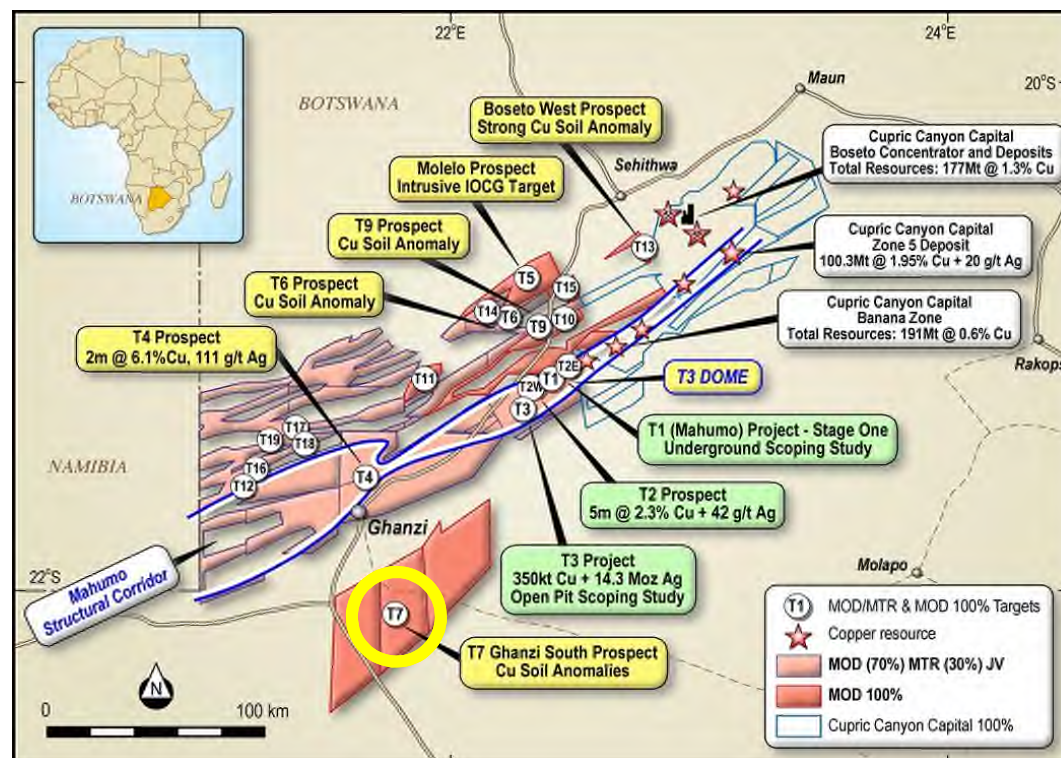 22°E
24°E
20°S
22°S
BOTSWANA
BOTSWANA
NAMIBIA
Maun
Sehithwa
Rakops
Molapo
Ghanzi
Boseto West Prospect
Strong Cu Soil Anomaly
Molelo Prospect
Intrusive IOCG Target
T9 Prospect
Cu Soil Anomaly
T6 Prospect
Cu Soil Anomaly
T4 Prospect
2m @ 6.1%Cu, 111 g/t Ag
Cupric Canyon Capital
Boseto Concentrator and Deposits
Total Resources: 177Mt @ 1.3% Cu
Cupric Canyon Capital
Zone 5 Deposit
100.3Mt @ 1.95% Cu + 20 g/t Ag
Cupric Canyon Capital
Banana Zone
Total Resources: 191Mt @ 0.6% Cu
T3 DOME
T1 (Mahumo) Project - Stage One
Underground Scoping Study
T2 Prospect
5m @ 2.3% Cu + 42 g/t Ag
T3 Project
350kt Cu + 14.3 Moz Ag
Open Pit Scoping Study
T7 Ghanzi South Prospect
Cu Soil Anomalies
Mahumo
Structural Corridor
T13
T5
T15
T14
T6
T9
T10
T11
T2E
T1
T2W
T3
T17
T19
T18
T16
T12
T4
T7
N
0
100 km
T1
MOD/MTR & MOD 100% Targets
Copper resource
MOD (70%) MTR (30%) JV
MOD 100%
Cupric Canyon Capital 100%